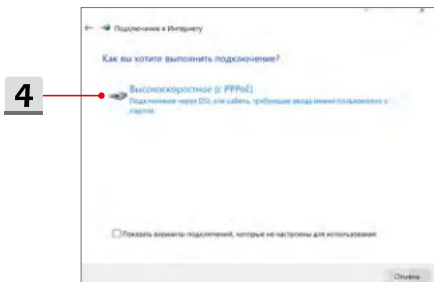 Подключение к Интернету
Как вы хотите выполнить подключение?
4
Высокоскоростное (с PPPoE)
Подключение через DSL или кабель, требующее ввода имени пользователя и
пароля.
Показать варианты подключений, которые не настроены для использования
Отмена